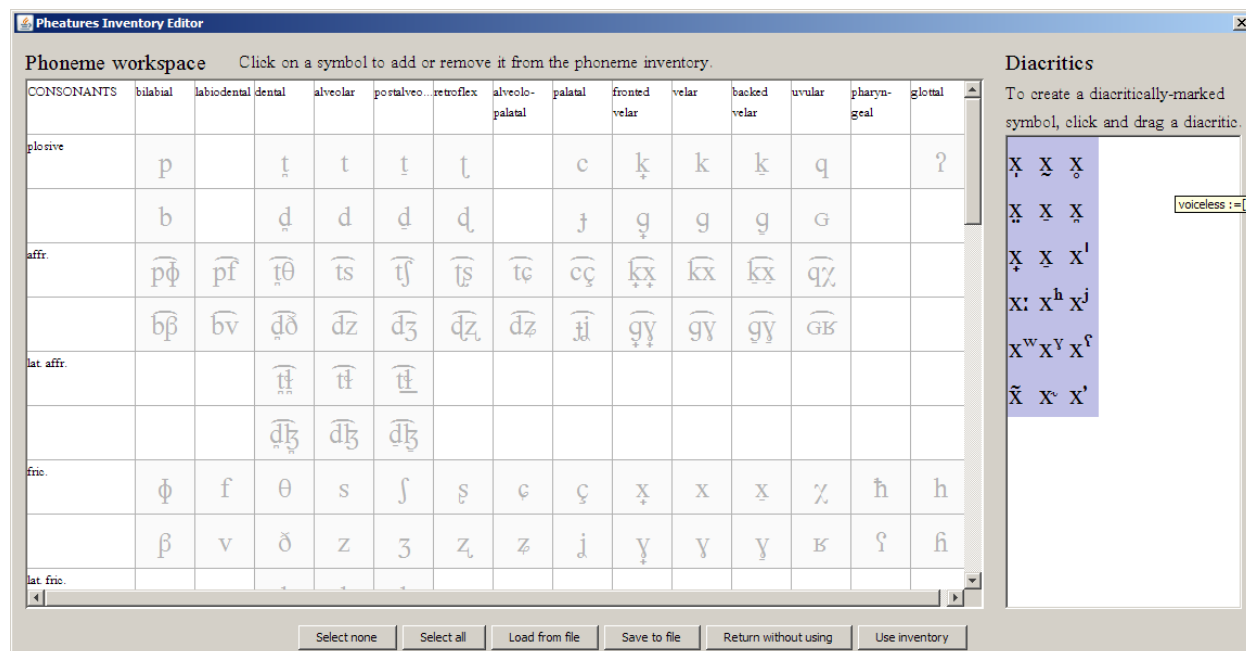 Pheatures Inventory Editor
Phoneme workspace Click on a symbol to add or remove it from the phoneme inventory.
CONSONANTS bilabial labiodental dental alveolar postalveo... retroflex alveolo-palatal palatal fronted velar velar backed velar uvular pharyn-geal glottal
plosive p t̪ t t̠ ʈ c k̟ k k̠ q ʔ
b d̪ d d̠ ɖ ɟ ɡ̟ ɡ ɡ̠ ɢ
affr. p͡ɸ p͡f t̪͡θ t͡s t͡ʃ ʈ͡ʂ t͡ɕ c͡ç k̟͡x̟ k͡x k̠͡x̠ q͡χ
b͡β b͡v d̪͡ð d͡z d͡ʒ ɖ͡ʐ d͡ʑ ɟ͡ʝ ɡ̟͡ɣ̟ ɡ͡ɣ ɡ̠͡ɣ̠ ɢ͡ʁ
lat. affr. t̪͡ɬ̪ t͡ɬ t̠͡ɬ̠
d̪͡ɮ̪ d͡ɮ d̠͡ɮ̠
fric. ɸ f θ s ʃ ʂ ɕ ç x̟ x x̠ χ ħ h
β v ð z ʒ ʐ ʑ ʝ ɣ̟ ɣ ɣ̠ ʁ ʕ ɦ
lat. fric.
Select none Select all Load from file Save to file Return without using Use inventory
Diacritics
To create a diacritically-marked
symbol, click and drag a diacritic.
x̩ x̰ x̥
x̤ x̠ x̪
x̟ x̠ xˡ
xː xʰ xʲ
xʷ xˠ xˤ
x̃ x˞ xʼ
voiceless :=[